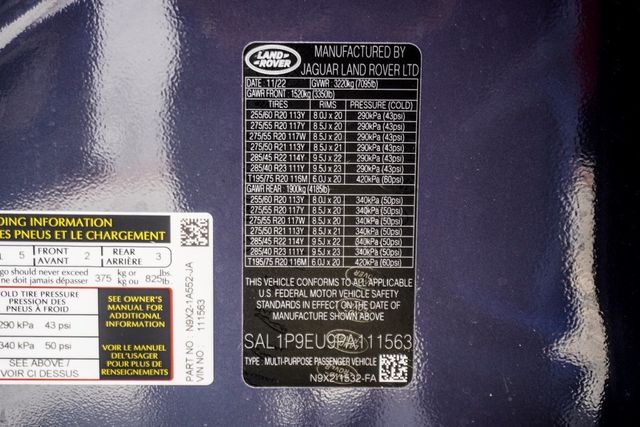 LAND ROVER
MANUFACTURED BY
JAGUAR LAND ROVER LTD
DATE : 11/22 GVWR : 3220kg (7095lb)
GAWR FRONT : 1520kg (3350lb)
TIRES RIMS PRESSURE (COLD)
255/60 R20 113Y 8.0J x 20 290kPa (43psi)
275/55 R20 117Y 8.5J x 20 290kPa (43psi)
275/55 R20 117W 8.5J x 20 290kPa (43psi)
275/50 R21 113Y 8.5J x 21 290kPa (43psi)
285/45 R22 114Y 9.5J x 22 290kPa (43psi)
285/40 R23 111Y 9.5J x 23 290kPa (43psi)
T195/75 R20 116M 6.0J x 20 420kPa (60psi)
GAWR REAR : 1900kg (4185lb)
255/60 R20 113Y 8.0J x 20 340kPa (50psi)
275/55 R20 117Y 8.5J x 20 340kPa (50psi)
275/55 R20 117W 8.5J x 20 340kPa (50psi)
275/50 R21 113Y 8.5J x 21 340kPa (50psi)
285/45 R22 114Y 9.5J x 22 340kPa (50psi)
285/40 R23 111Y 9.5J x 23 340kPa (50psi)
T195/75 R20 116M 6.0J x 20 420kPa (60psi)
THIS VEHICLE CONFORMS TO ALL APPLICABLE
U.S. FEDERAL MOTOR VEHICLE SAFETY
STANDARDS IN EFFECT ON THE DATE OF
MANUFACTURE SHOWN ABOVE
SAL1P9EU9PA111563
TYPE : MULTI-PURPOSE PASSENGER VEHICLE
N9X2-1532-FA
DING INFORMATION
ES PNEUS ET LE CHARGEMENT
5 FRONT AVANT 2 REAR ARRIÈRE 3
go should never exceed
ne doit jamais dépasser 375 kg or kg ou 825 lbs. lb.
OLD TIRE PRESSURE
PRESSION DES
PNEUS À FROID
290 kPa 43 psi
340 kPa 50 psi
SEE ABOVE /
VOIR CI DESSUS
SEE OWNER'S
MANUAL FOR
ADDITIONAL
INFORMATION
VOIR LE MANUEL
DEL'USAGER
POUR PLUS DE
RENSEIGNEMENTS
PART NO N9X2-1A552-JA
VIN NO 111563